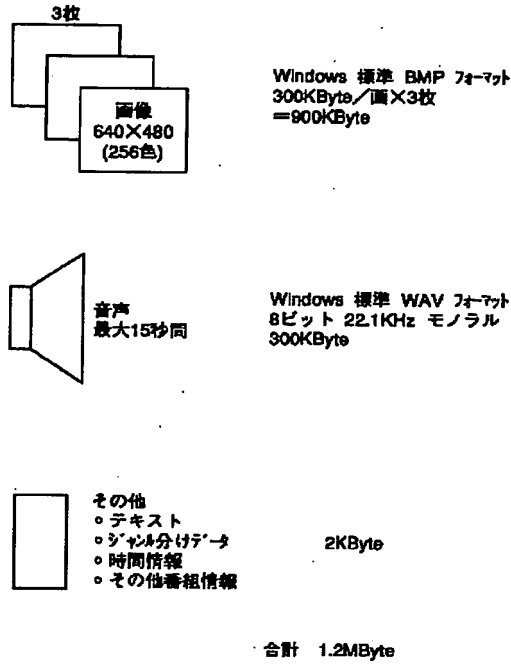 3枚
画像
640×480
(256色)
Windows 標準 BMP フォーマット
300KByte/画×3枚
=900KByte
音声
最大15秒間
Windows 標準 WAV フォーマット
8ビット 22.1KHz モノラル
300KByte
その他
○ テキスト
○ ジャンル分けデータ
○ 時間情報
○ その他番組情報
2KByte
合計 1.2MByte